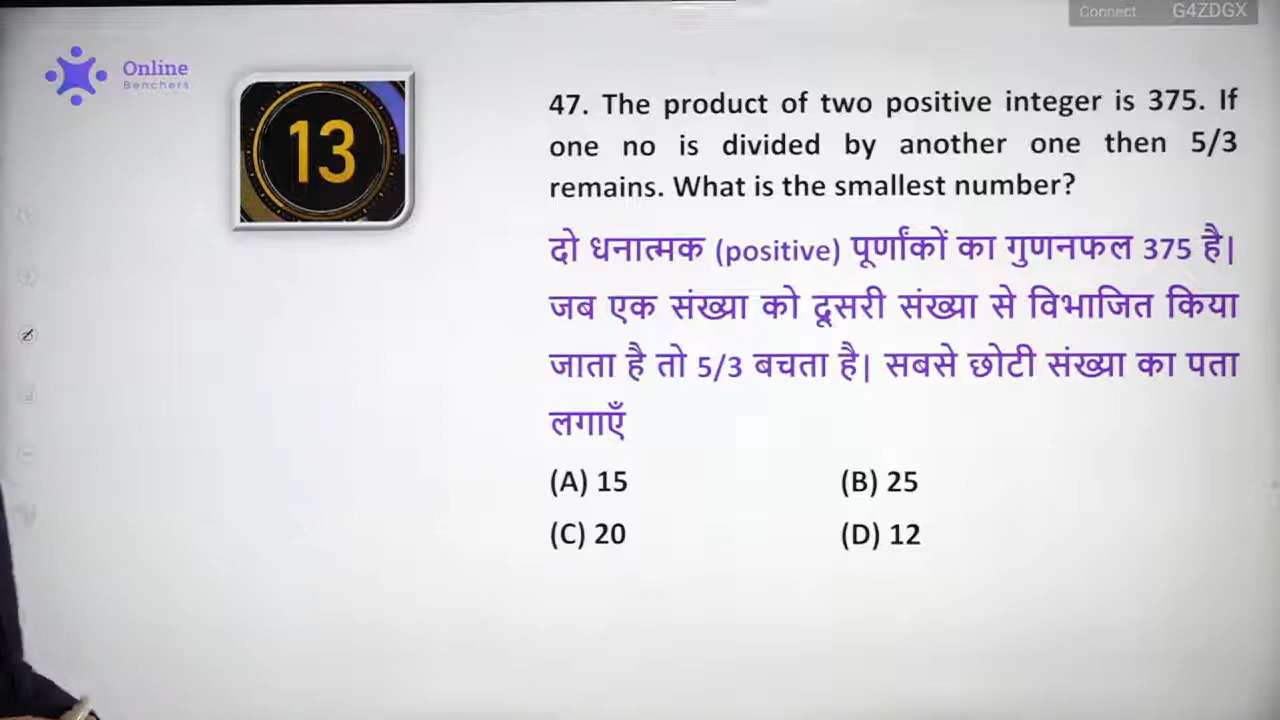 Connect G4ZDGX
Online
Benchers
13
47. The product of two positive integer is 375. If
one no is divided by another one then 5/3
remains. What is the smallest number?
दो धनात्मक (positive) पूर्णांकों का गुणनफल 375 है|
जब एक संख्या को दूसरी संख्या से विभाजित किया
जाता है तो 5/3 बचता है| सबसे छोटी संख्या का पता
लगाएँ
(A) 15 (B) 25
(C) 20 (D) 12